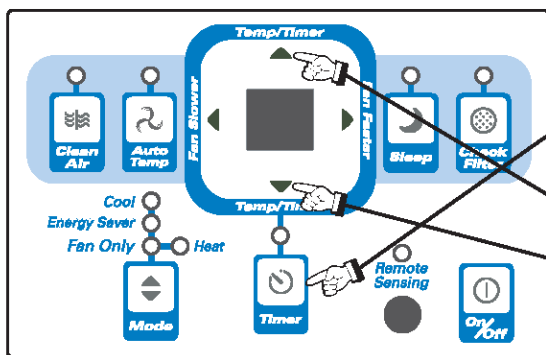 Temp/Timer
Fan Slower
Fan Faster
Clean
Air
Auto
Temp
Sleep
Check
Filter
Temp/Timer
Cool
Energy Saver
Fan Only
Heat
Mode
Timer
Remote
Sensing
On/Off